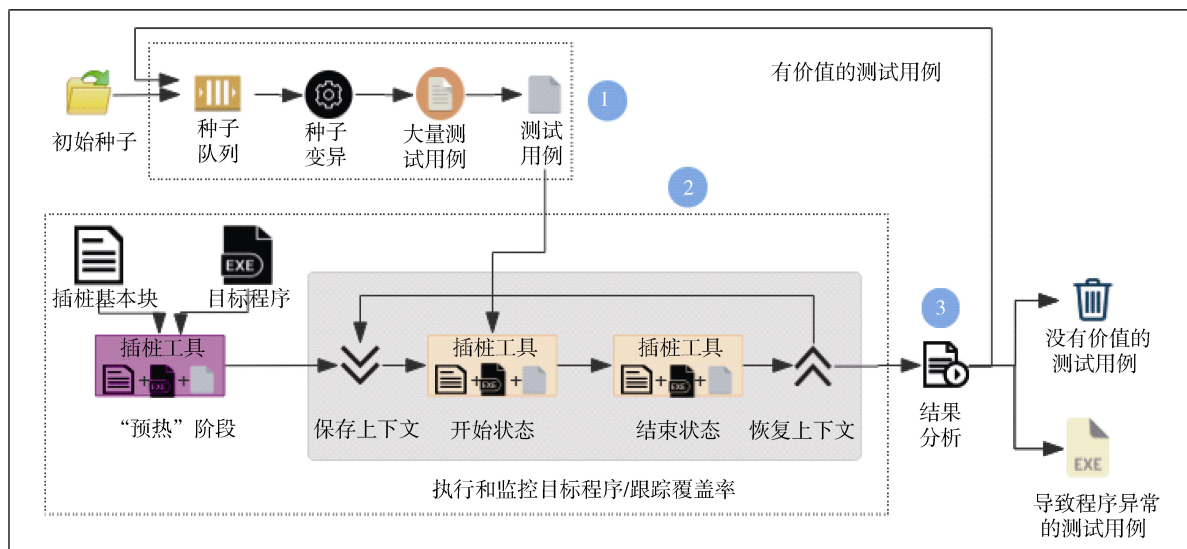 有价值的测试用例
初始种子
种子
队列
种子
变异
大量测
试用例
测试
用例
1
2
EXE
插桩基本块
目标程序
插桩工具
EXE
“预热”阶段
保存上下文
插桩工具
EXE
开始状态
插桩工具
EXE
结束状态
恢复上下文
执行和监控目标程序/跟踪覆盖率
3
结果
分析
没有价值的
测试用例
EXE
导致程序异常
的测试用例